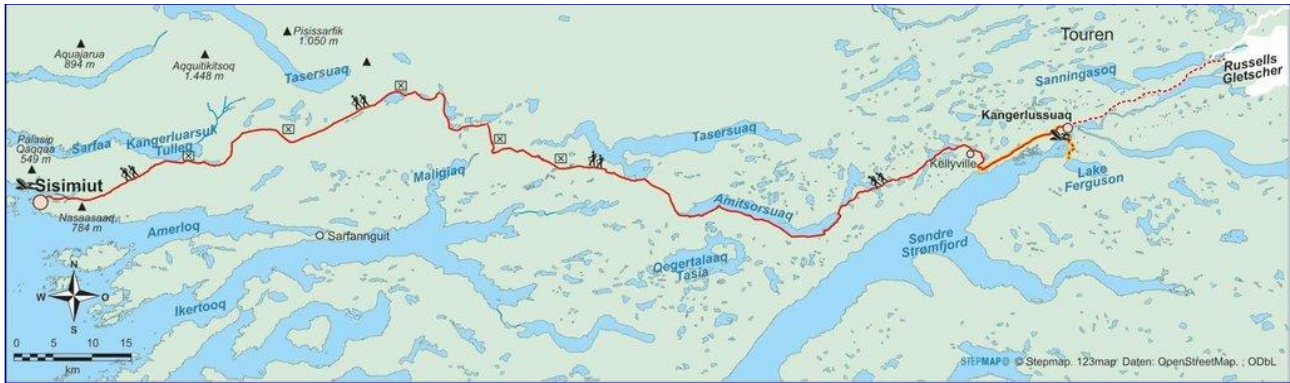 Pisissarfik
1.050 m
Touren
Aquajarua
894 m
Aqquitikitsoq
1.448 m
Tasersuaq
Sanningasoq
Russells
Gletscher
Kangerlussuaq
Palasip
Qaqqaa
549 m
Sarfaa
Kangerluarsuk
Tulleq
Tasersuaq
Kellyville
Maligiaq
Lake
Ferguson
Sisimiut
Nasaasaaq
784 m
Amitsorsuaq
Amerloq
Sarfannguit
Søndre
Strømfjord
Qegertalaaq
Tasia
N
W O
S
Ikertooq
0 5 10 15
km
STEPMAP © Stepmap. 123map Daten: OpenStreetMap. ; ODbL